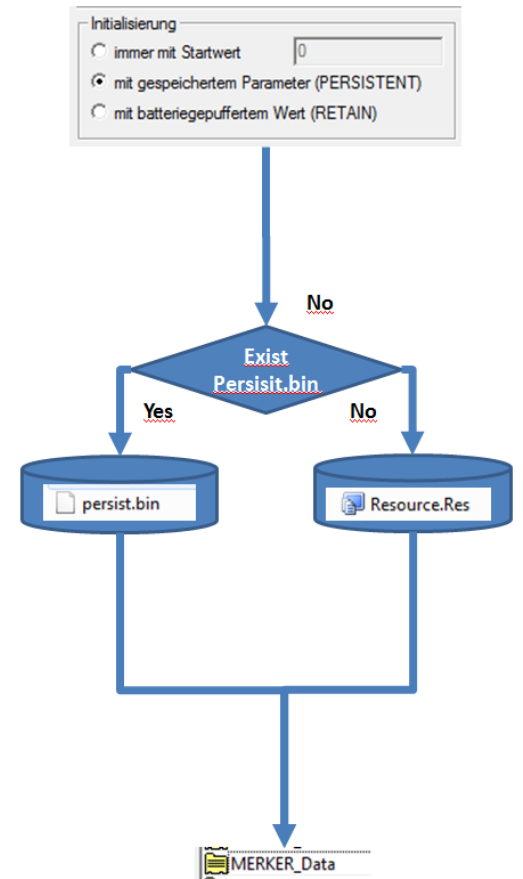 Initialisierung
immer mit Startwert 0
mit gespeichertem Parameter (PERSISTENT)
mit batteriegepuffertem Wert (RETAIN)
No
Exist
Persisit.bin
Yes
No
persist.bin
Resource.Res
MERKER_Data